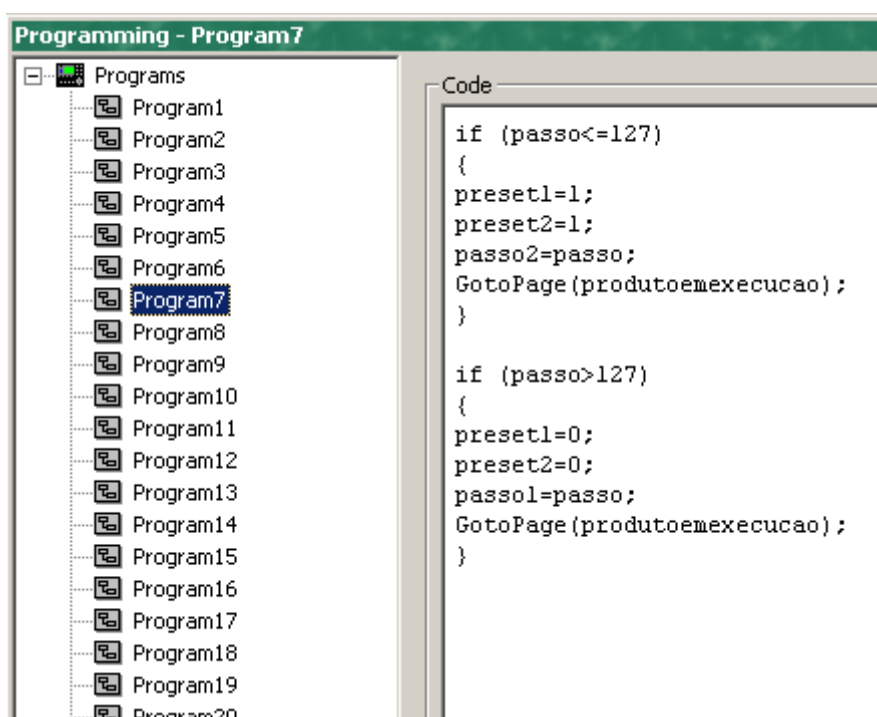 Programming - Program7
Programs
Program1
Program2
Program3
Program4
Program5
Program6
Program7
Program8
Program9
Program10
Program11
Program12
Program13
Program14
Program15
Program16
Program17
Program18
Program19
Program20
Code
if (passo<=127)
{
preset1=1;
preset2=1;
passo2=passo;
GotoPage(produtoemexecucao);
}
if (passo>127)
{
preset1=0;
preset2=0;
passo1=passo;
GotoPage(produtoemexecucao);
}